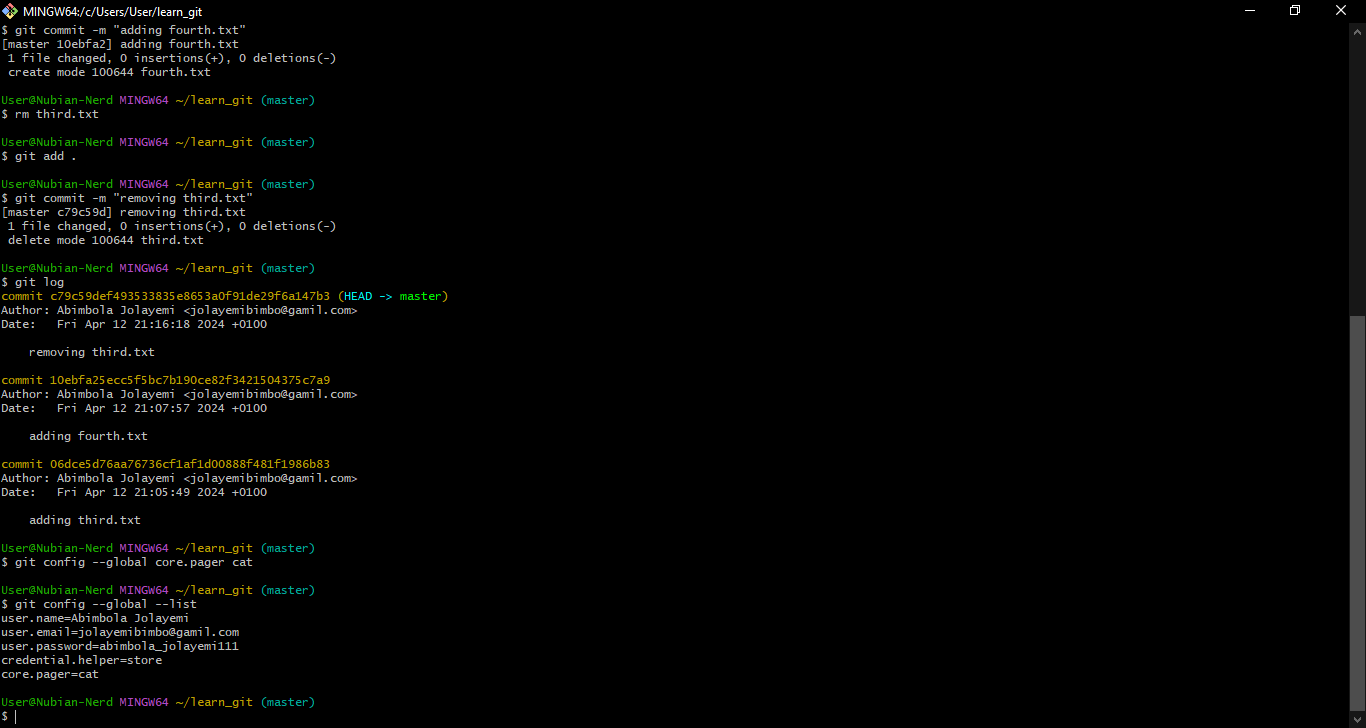 MINGW64:/c/Users/User/learn_git
$ git commit -m "adding fourth.txt"
[master 10ebfa2] adding fourth.txt
 1 file changed, 0 insertions(+), 0 deletions(-)
 create mode 100644 fourth.txt
User@Nubian-Nerd MINGW64 ~/learn_git (master)
$ rm third.txt
User@Nubian-Nerd MINGW64 ~/learn_git (master)
$ git add .
User@Nubian-Nerd MINGW64 ~/learn_git (master)
$ git commit -m "removing third.txt"
[master c79c59d] removing third.txt
 1 file changed, 0 insertions(+), 0 deletions(-)
 delete mode 100644 third.txt
User@Nubian-Nerd MINGW64 ~/learn_git (master)
$ git log
commit c79c59def493533835e8653a0f91de29f6a147b3 (HEAD -> master)
Author: Abimbola Jolayemi <jolayemibimbo@gamil.com>
Date:   Fri Apr 12 21:16:18 2024 +0100
    removing third.txt
commit 10ebfa25ecc5f5bc7b190ce82f3421504375c7a9
Author: Abimbola Jolayemi <jolayemibimbo@gamil.com>
Date:   Fri Apr 12 21:07:57 2024 +0100
    adding fourth.txt
commit 06dce5d76aa76736cf1af1d00888f481f1986b83
Author: Abimbola Jolayemi <jolayemibimbo@gamil.com>
Date:   Fri Apr 12 21:05:49 2024 +0100
    adding third.txt
User@Nubian-Nerd MINGW64 ~/learn_git (master)
$ git config --global core.pager cat
User@Nubian-Nerd MINGW64 ~/learn_git (master)
$ git config --global --list
user.name=Abimbola Jolayemi
user.email=jolayemibimbo@gamil.com
user.password=abimbola_jolayemi111
credential.helper=store
core.pager=cat
User@Nubian-Nerd MINGW64 ~/learn_git (master)
$